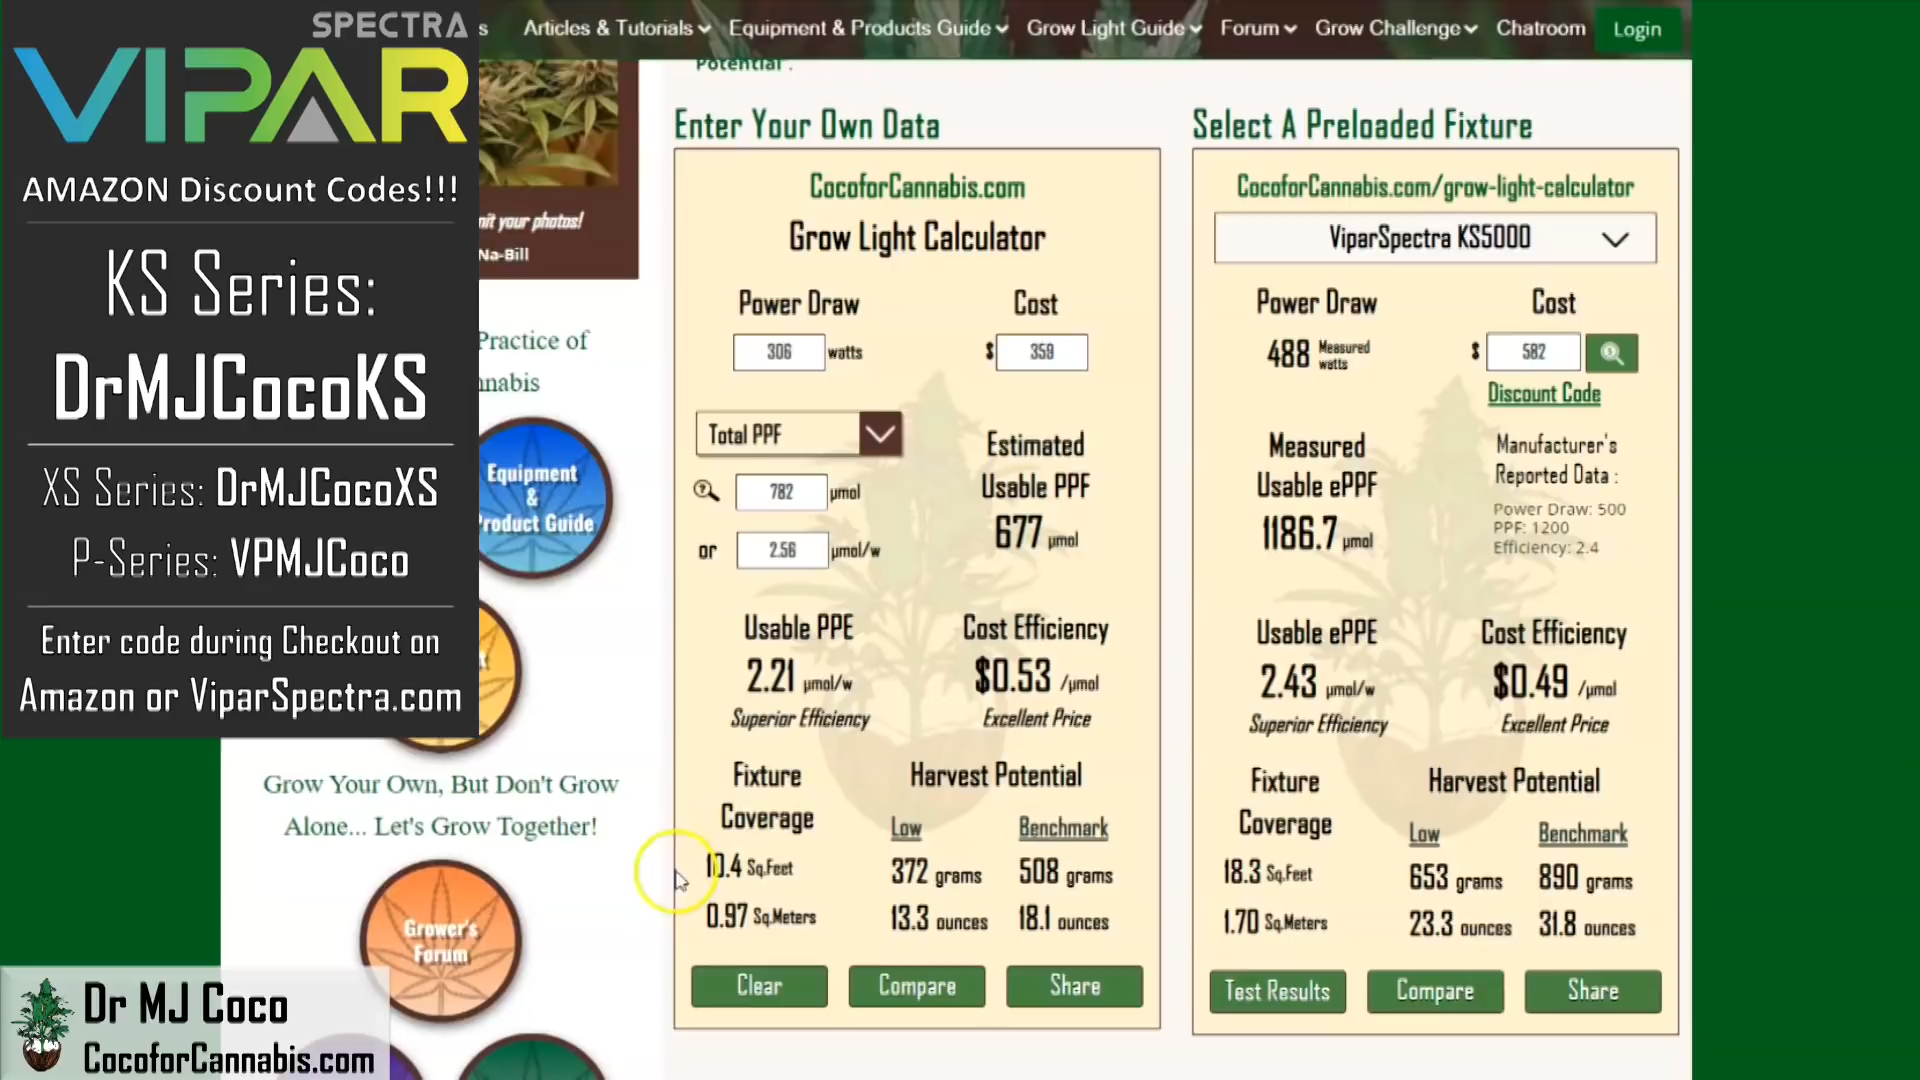 SPECTRA
VIPAR
AMAZON Discount Codes!!!
KS Series:
DrMJCocoKS
XS Series: DrMJCocoXS
P-Series: VPMJCoco
Enter code during Checkout on
Amazon or ViparSpectra.com
s Articles & Tutorials Equipment & Products Guide Grow Light Guide Forum Grow Challenge Chatroom Login
Potential .
your photos!
Na-Bill
Practice of
Equipment
&
Product Guide
Grow Your Own, But Don't Grow
Alone... Let's Grow Together!
Grower's
Forum
Dr MJ Coco
CocoforCannabis.com
Enter Your Own Data
CocoforCannabis.com
Grow Light Calculator
Power Draw Cost
306 watts $ 359
Total PPF
Estimated
Usable PPF
677 µmol
782 µmol
or 2.56 µmol/w
Usable PPE Cost Efficiency
2.21 µmol/w $0.53 /µmol
Superior Efficiency Excellent Price
Fixture Harvest Potential
Coverage Low Benchmark
10.4 Sq.Feet 372 grams 508 grams
0.97 Sq.Meters 13.3 ounces 18.1 ounces
Clear Compare Share
Select A Preloaded Fixture
CocoforCannabis.com/grow-light-calculator
ViparSpectra KS5000
Power Draw Cost
488 Measured watts $ 582
Discount Code
Measured
Usable ePPF
1186.7 µmol
Manufacturer's
Reported Data :
Power Draw: 500
PPF: 1200
Efficiency: 2.4
Usable ePPE Cost Efficiency
2.43 µmol/w $0.49 /µmol
Superior Efficiency Excellent Price
Fixture Harvest Potential
Coverage Low Benchmark
18.3 Sq.Feet 653 grams 890 grams
1.70 Sq.Meters 23.3 ounces 31.8 ounces
Test Results Compare Share